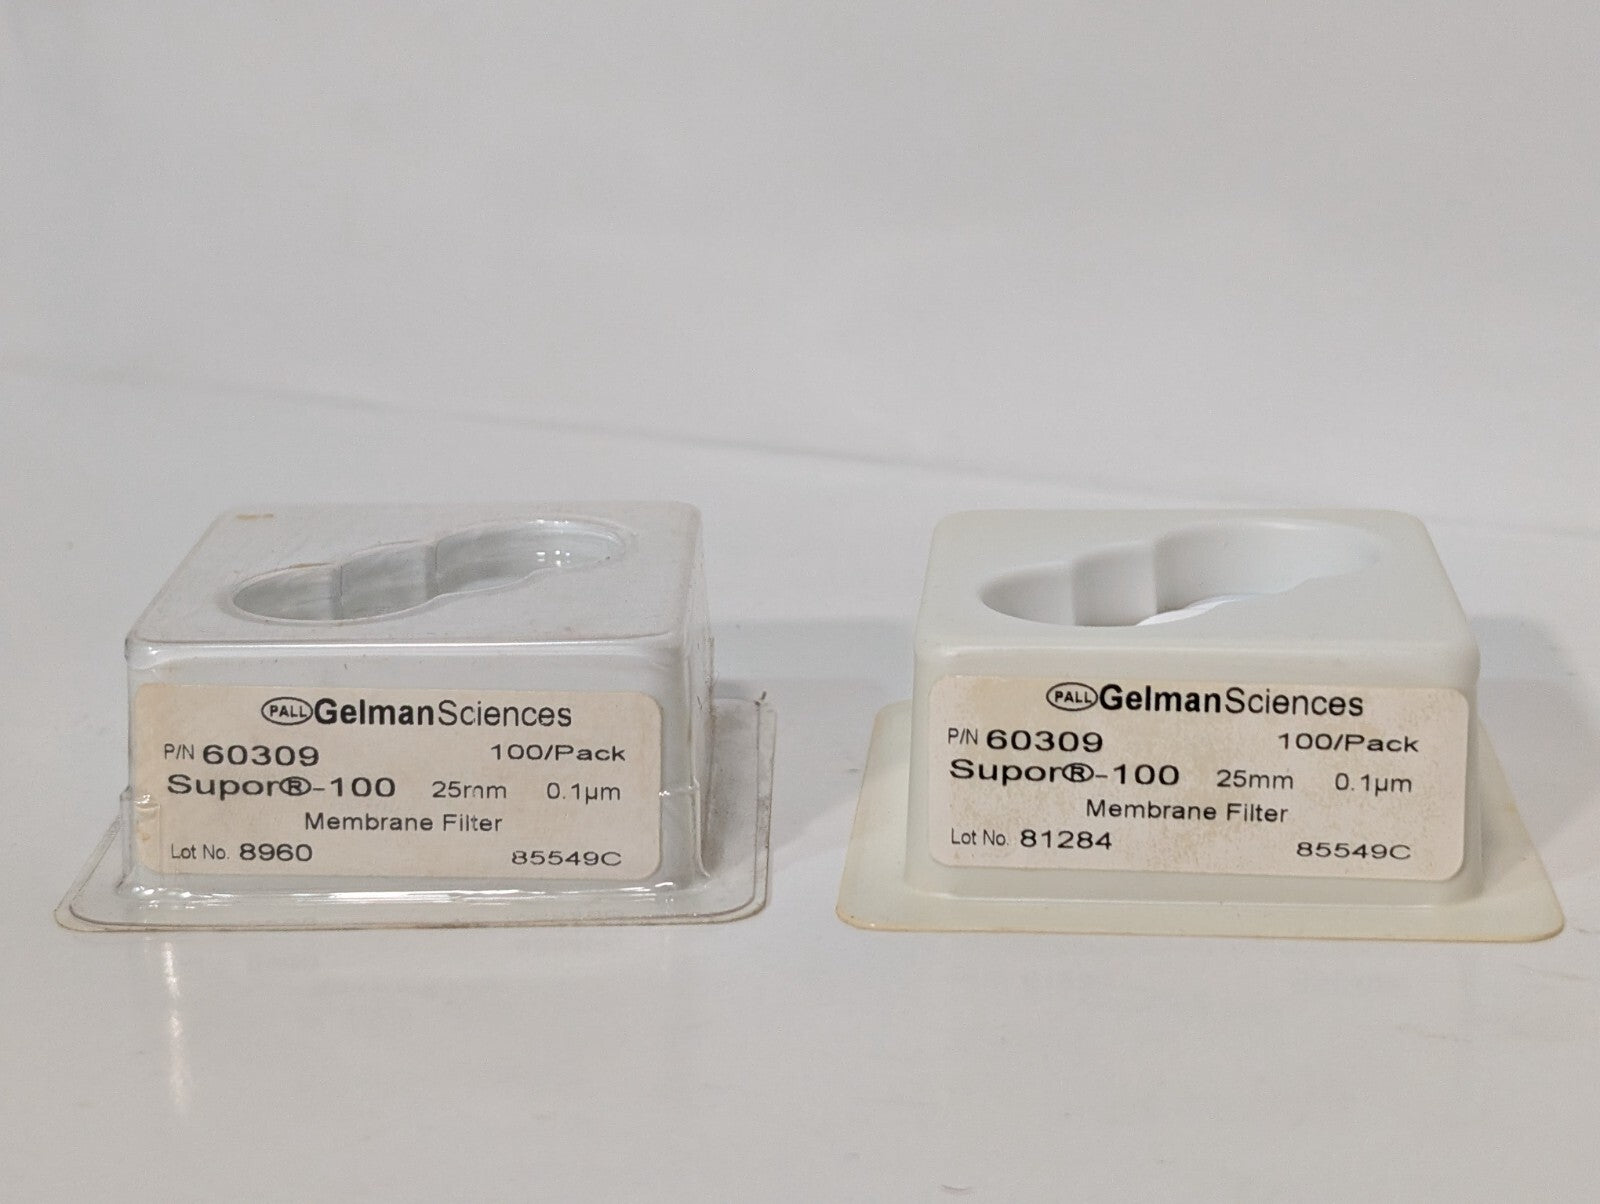 PALL GelmanSciences
P/N 60309 100/Pack
Supor®-100 25mm 0.1µm
Membrane Filter
Lot No. 8960 85549C
PALL GelmanSciences
P/N 60309 100/Pack
Supor®-100 25mm 0.1µm
Membrane Filter
Lot No. 81284 85549C